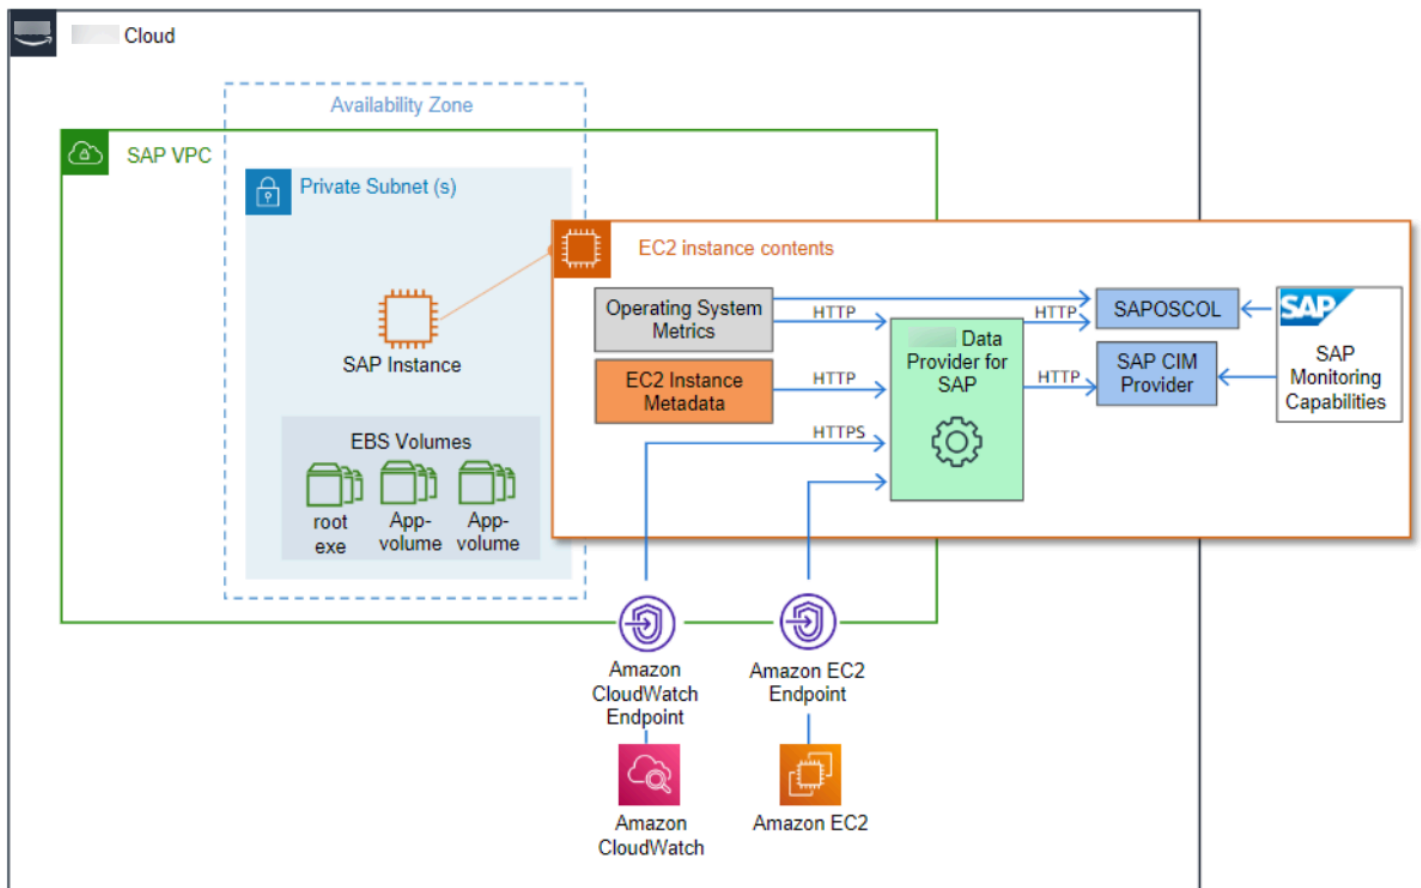 Cloud
Availability Zone
SAP VPC
Private Subnet (s)
EC2 instance contents
Operating System
Metrics
HTTP
HTTP
SAPOSCOL
SAP
SAP
Monitoring
Capabilities
EC2 Instance
Metadata
HTTP
Data
Provider for
SAP
HTTP
SAP CIM
Provider
HTTPS
SAP Instance
EBS Volumes
root
exe
App-
volume
App-
volume
Amazon
CloudWatch
Endpoint
Amazon EC2
Endpoint
Amazon
CloudWatch
Amazon EC2